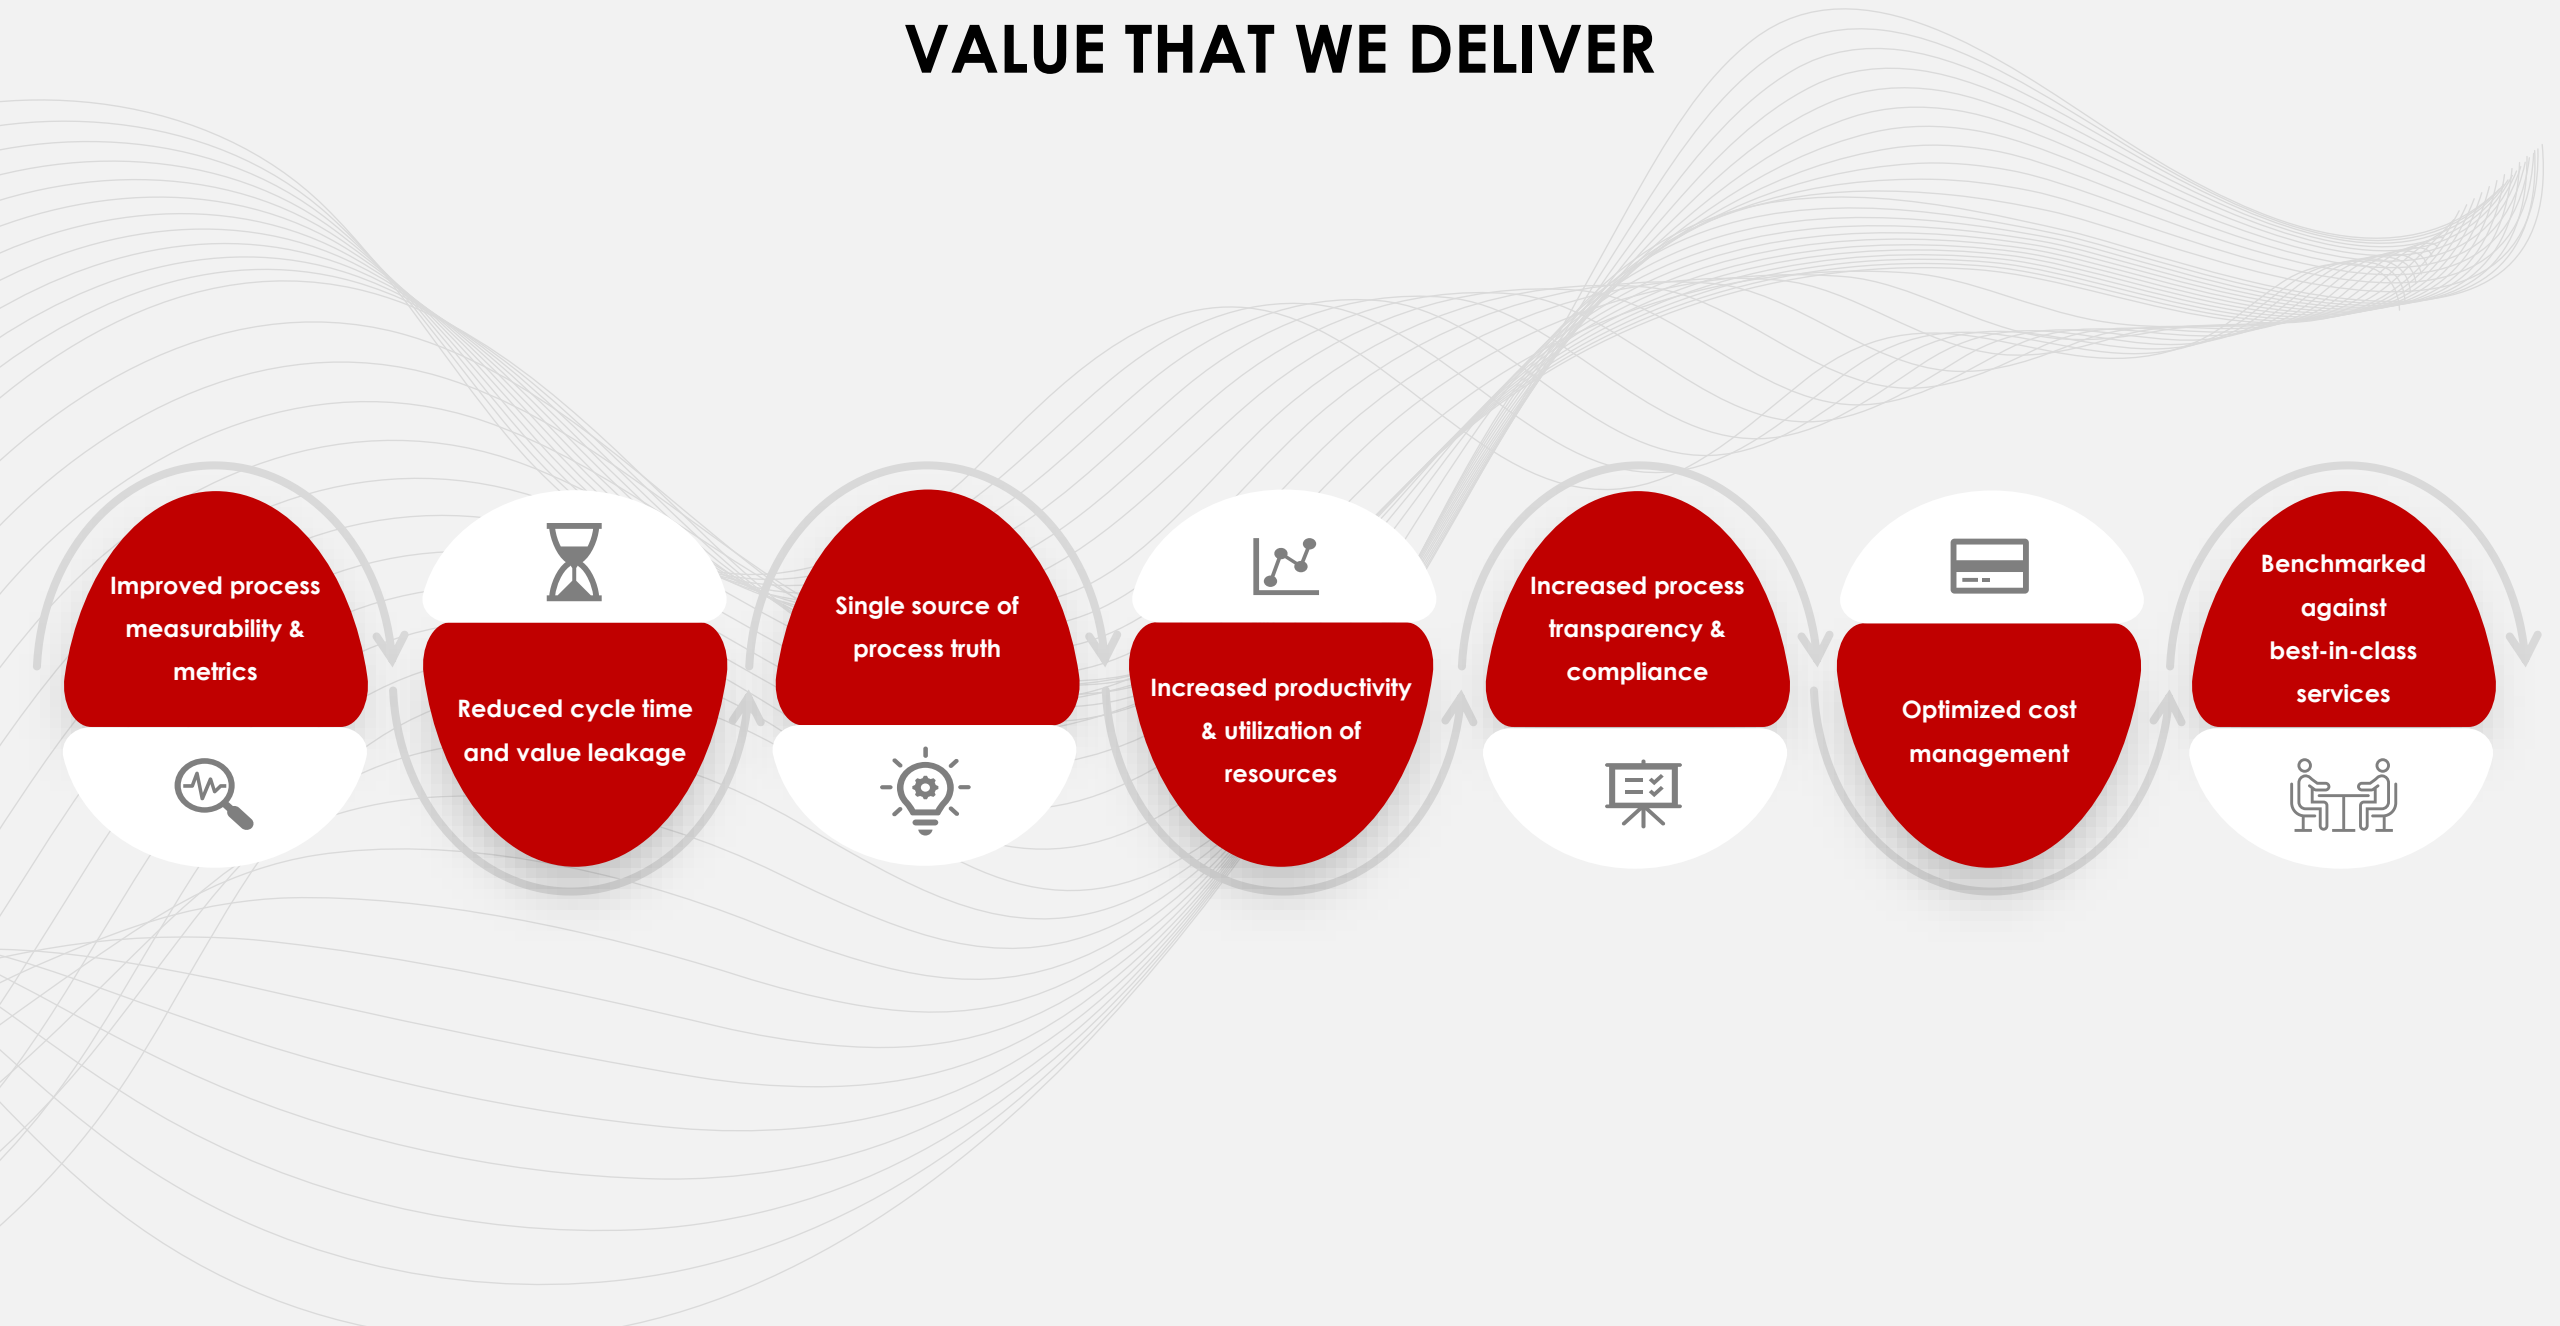 VALUE THAT WE DELIVER
Improved process
measurability &
metrics
Reduced cycle time
and value leakage
Single source of
process truth
Increased productivity
& utilization of
resources
Increased process
transparency &
compliance
Optimized cost
management
Benchmarked
against
best-in-class
services